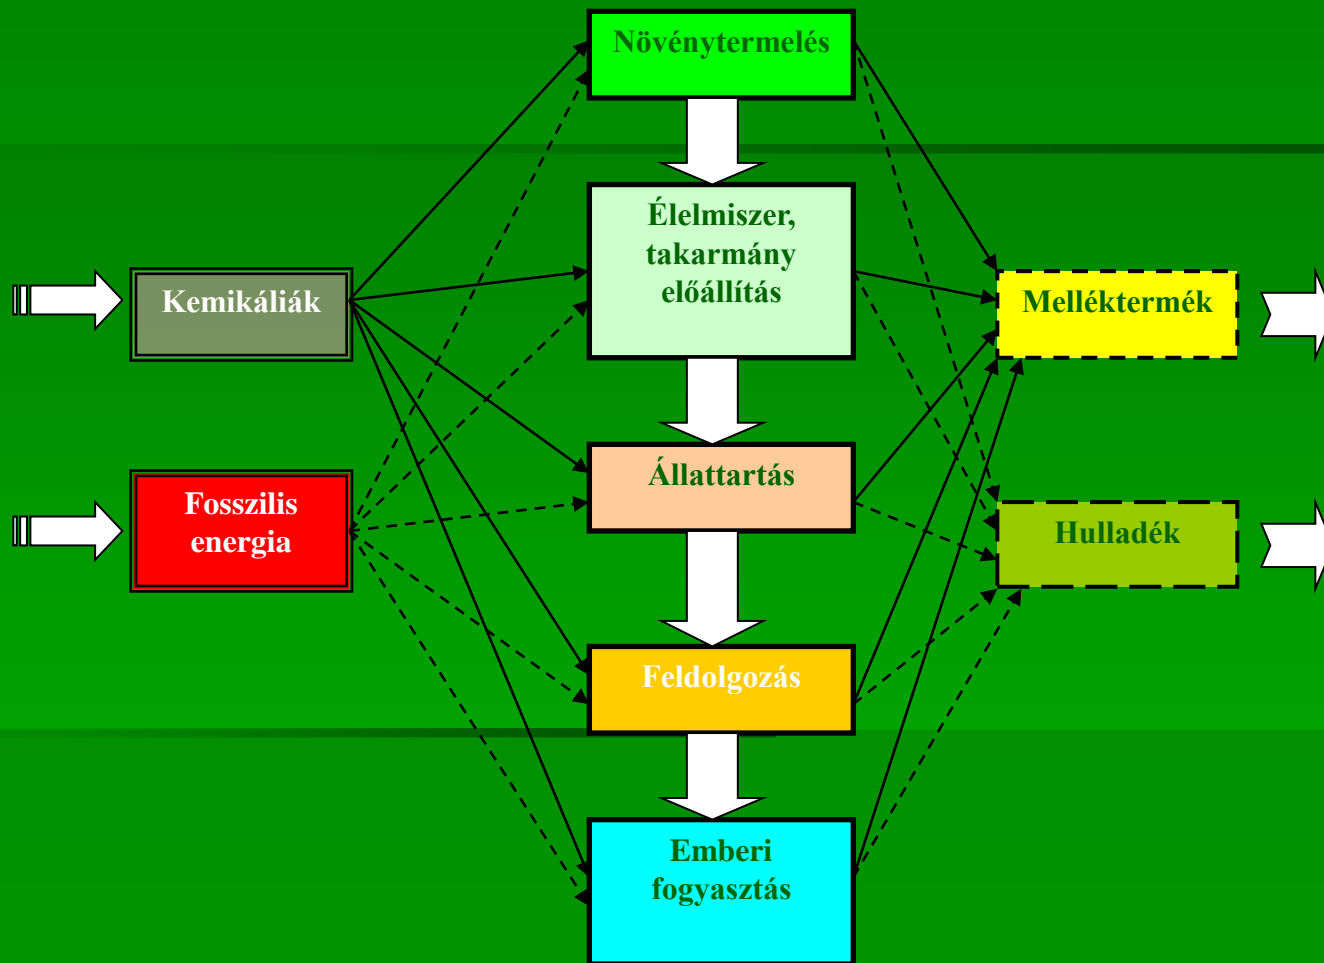 Növénytermelés
Élelmiszer,
takarmány
előállítás
Kemikáliák
Melléktermék
Állattartás
Fosszilis
energia
Hulladék
Feldolgozás
Emberi
fogyasztás